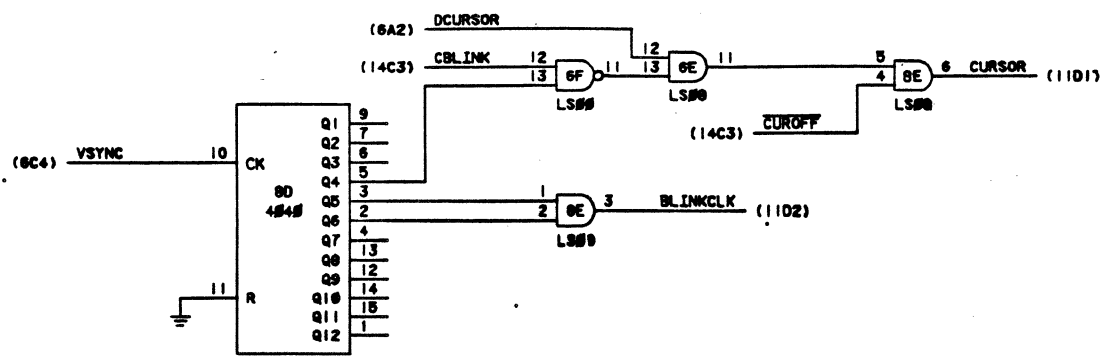 (6A2) DCURSOR
(14C3) CBLINK 12 13 6F 11 LS00
12 13 6E 11 LS08
5 4 8E 6 CURSOR (11D1) LS08
(14C3) CUROFF
(6C4) VSYNC 10 CK
8D
4040
11 R
Q1 9
Q2 7
Q3 6
Q4 5
Q5 3
Q6 2
Q7 4
Q8 13
Q9 12
Q10 14
Q11 15
Q12 1
1 2 8E 3 BLINKCLK (11D2)